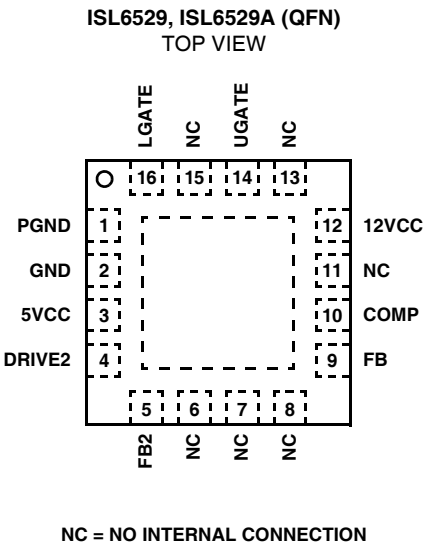 ISL6529, ISL6529A (QFN)
TOP VIEW
LGATE
NC
UGATE
NC
16 15 14 13
PGND 1
GND 2
5VCC 3
DRIVE2 4
12 12VCC
11 NC
10 COMP
9 FB
5 6 7 8
FB2
NC
NC
NC
NC = NO INTERNAL CONNECTION